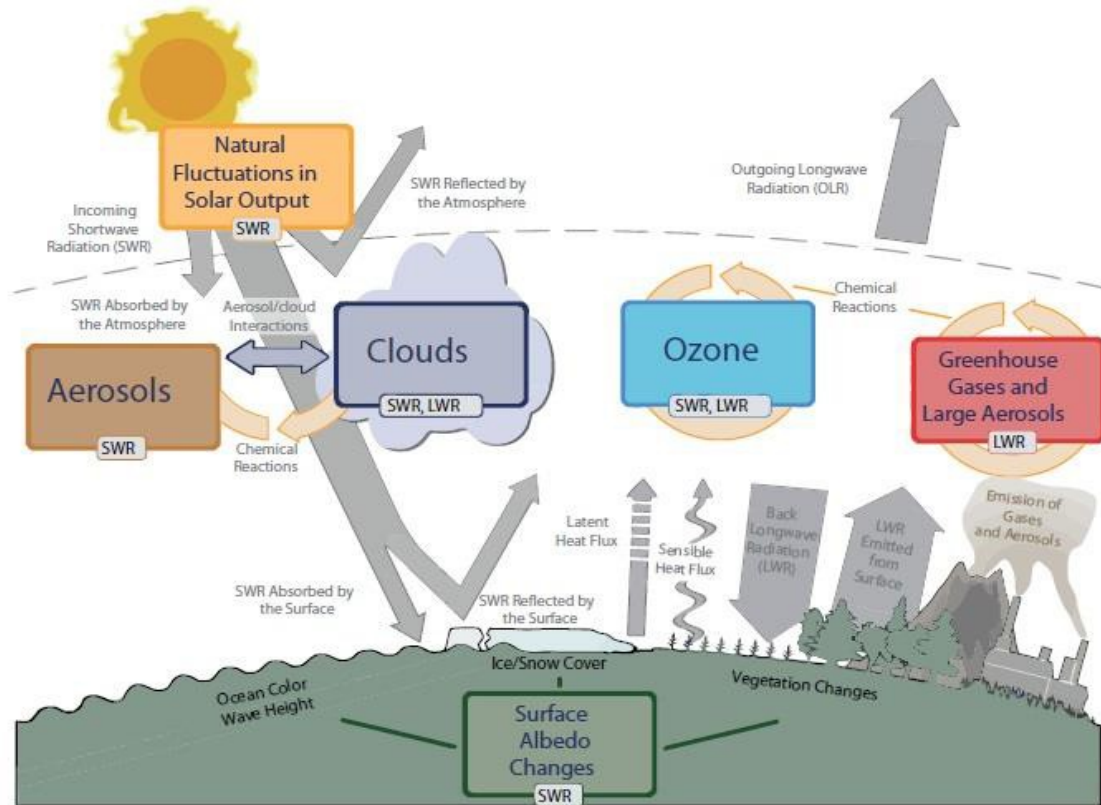 Natural
Fluctuations in
Solar Output
SWR
Incoming
Shortwave
Radiation (SWR)
SWR Reflected by
the Atmosphere
Outgoing Longwave
Radiation (OLR)
SWR Absorbed by
the Atmosphere
Aerosol/cloud
Interactions
Chemical
Reactions
Aerosols
SWR
Clouds
SWR, LWR
Ozone
SWR, LWR
Greenhouse
Gases and
Large Aerosols
LWR
Chemical
Reactions
Latent
Heat Flux
Sensible
Heat Flux
Back
Longwave
Radiation
(LWR)
LWR
Emitted
from
Surface
Emission of
Gases
and Aerosols
SWR Absorbed by
the Surface
SWR Reflected by
the Surface
Ice/Snow Cover
Ocean Color
Wave Height
Vegetation Changes
Surface
Albedo
Changes
SWR